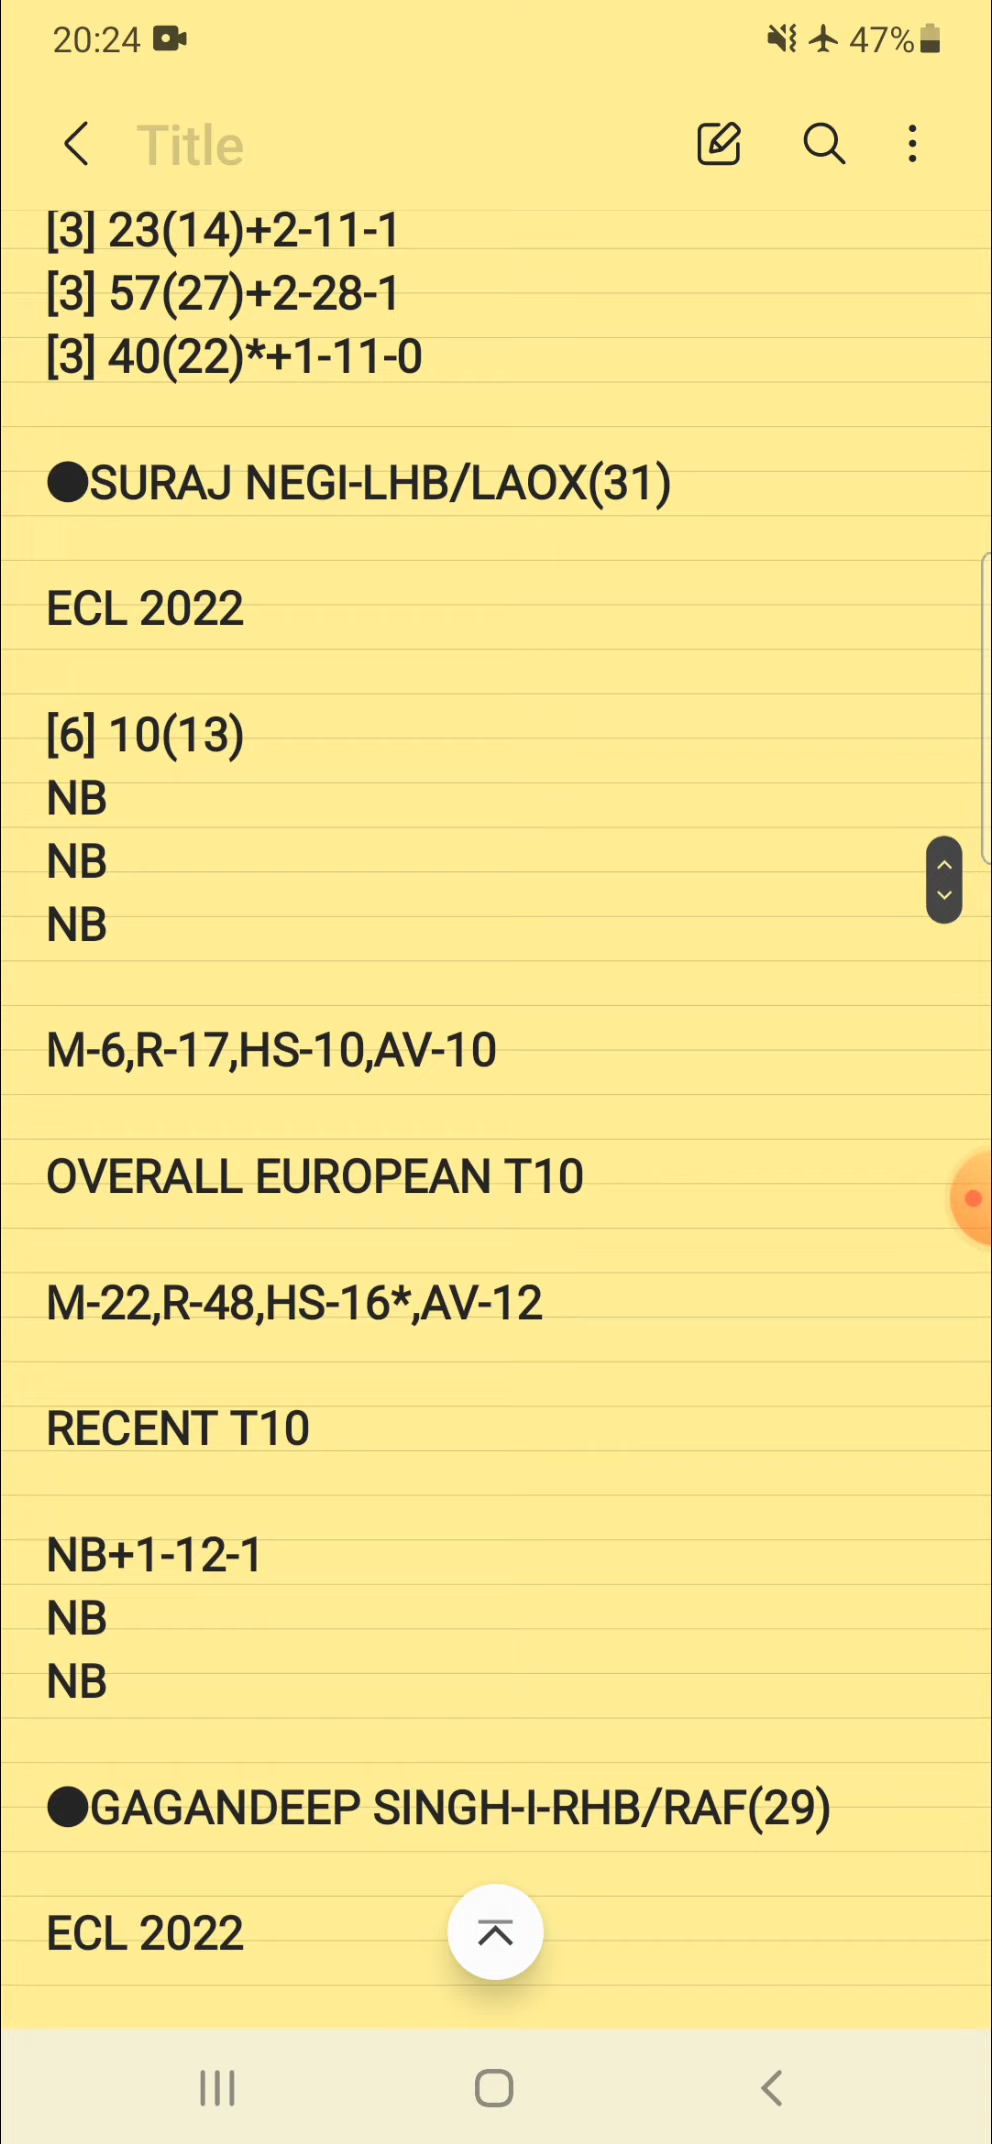 20:24 47%
Title
[3] 23(14)+2-11-1
[3] 57(27)+2-28-1
[3] 40(22)*+1-11-0
●SURAJ NEGI-LHB/LAOX(31)
ECL 2022
[6] 10(13)
NB
NB
NB
M-6,R-17,HS-10,AV-10
OVERALL EUROPEAN T10
M-22,R-48,HS-16*,AV-12
RECENT T10
NB+1-12-1
NB
NB
●GAGANDEEP SINGH-I-RHB/RAF(29)
ECL 2022